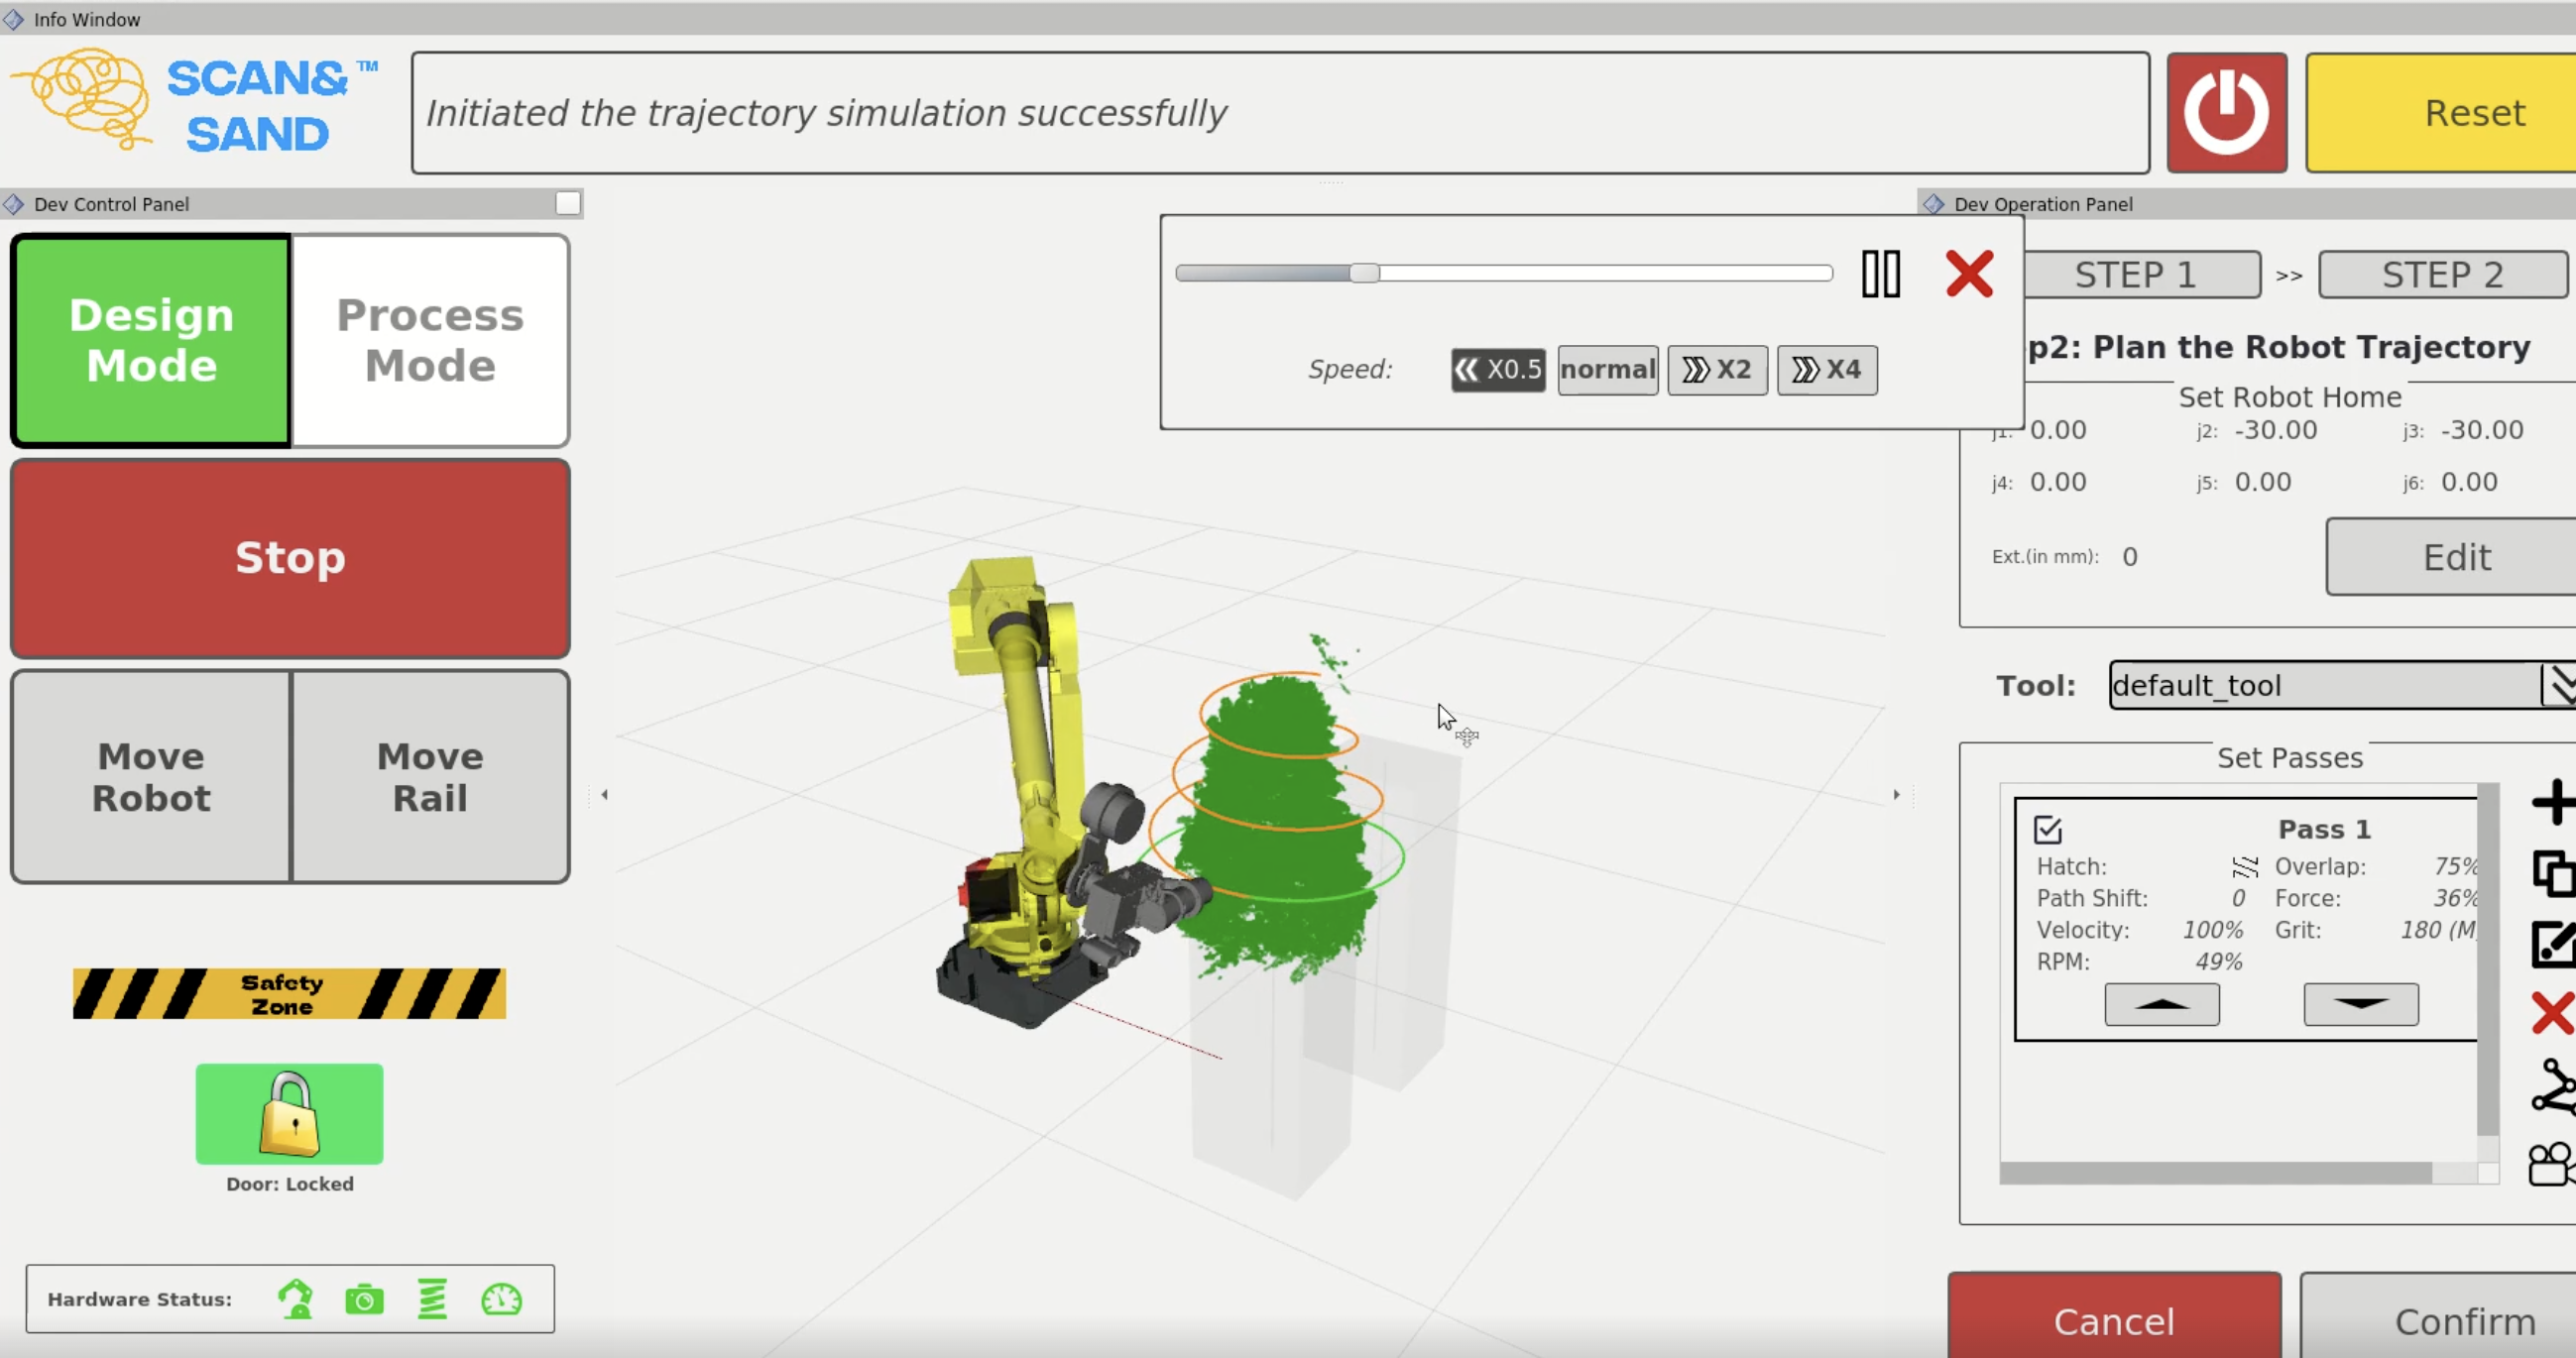 Info Window
SCAN& ™
SAND
Initiated the trajectory simulation successfully
Reset
Dev Control Panel
Dev Operation Panel
Design
Mode
Process
Mode
Stop
Move
Robot
Move
Rail
Safety
Zone
Door: Locked
Hardware Status:
Speed:
X0.5
normal
X2
X4
STEP 1 >> STEP 2
p2: Plan the Robot Trajectory
Set Robot Home
j1: 0.00 j2: -30.00 j3: -30.00
j4: 0.00 j5: 0.00 j6: 0.00
Ext.(in mm): 0
Edit
Tool: default_tool
Set Passes
Pass 1
Hatch: Overlap: 75%
Path Shift: 0 Force: 36%
Velocity: 100% Grit: 180 (M
RPM: 49%
Cancel
Confirm